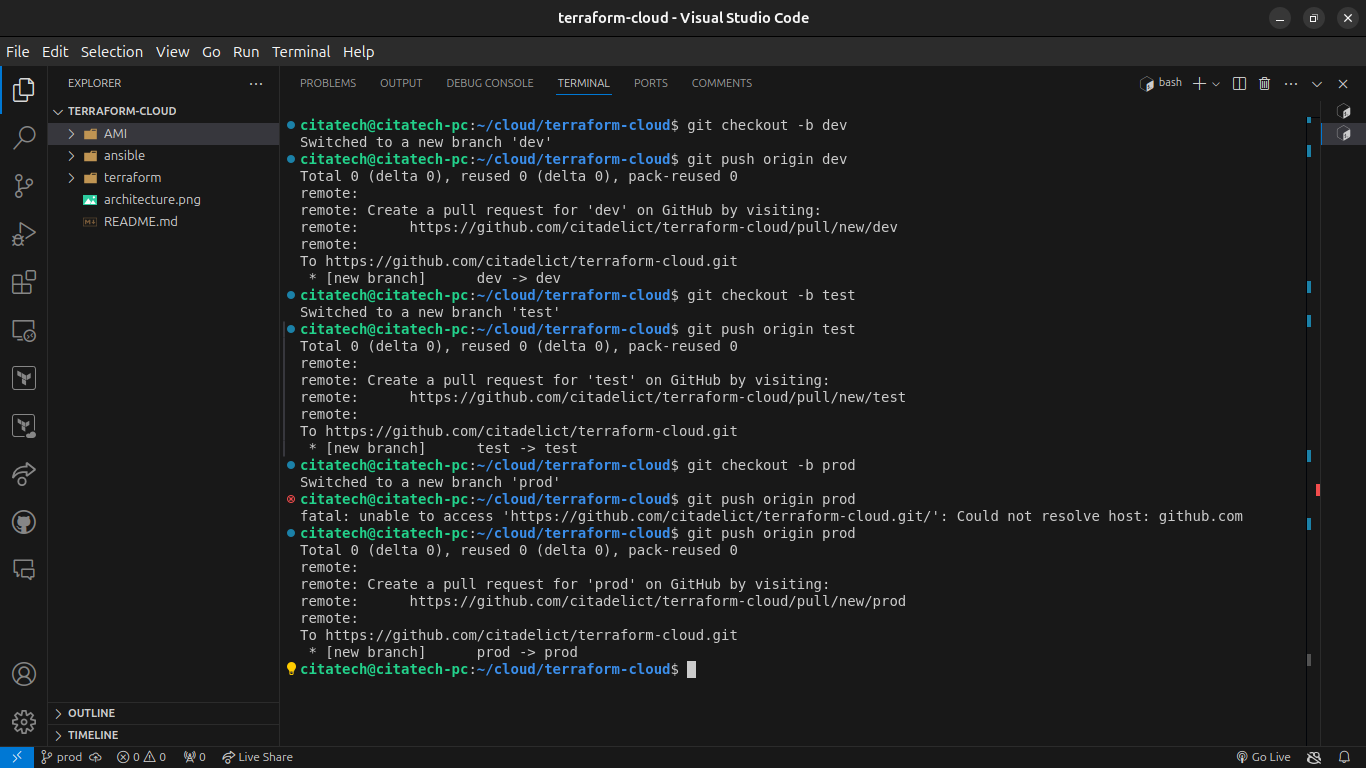 terraform-cloud - Visual Studio Code
File Edit Selection View Go Run Terminal Help
EXPLORER
TERRAFORM-CLOUD
AMI
ansible
terraform
architecture.png
README.md
OUTLINE
TIMELINE
PROBLEMS OUTPUT DEBUG CONSOLE TERMINAL PORTS COMMENTS
bash
citatech@citatech-pc:~/cloud/terraform-cloud$ git checkout -b dev
Switched to a new branch 'dev'
citatech@citatech-pc:~/cloud/terraform-cloud$ git push origin dev
Total 0 (delta 0), reused 0 (delta 0), pack-reused 0
remote:
remote: Create a pull request for 'dev' on GitHub by visiting:
remote:      https://github.com/citadelict/terraform-cloud/pull/new/dev
remote:
To https://github.com/citadelict/terraform-cloud.git
 * [new branch]      dev -> dev
citatech@citatech-pc:~/cloud/terraform-cloud$ git checkout -b test
Switched to a new branch 'test'
citatech@citatech-pc:~/cloud/terraform-cloud$ git push origin test
Total 0 (delta 0), reused 0 (delta 0), pack-reused 0
remote:
remote: Create a pull request for 'test' on GitHub by visiting:
remote:      https://github.com/citadelict/terraform-cloud/pull/new/test
remote:
To https://github.com/citadelict/terraform-cloud.git
 * [new branch]      test -> test
citatech@citatech-pc:~/cloud/terraform-cloud$ git checkout -b prod
Switched to a new branch 'prod'
citatech@citatech-pc:~/cloud/terraform-cloud$ git push origin prod
fatal: unable to access 'https://github.com/citadelict/terraform-cloud.git/': Could not resolve host: github.com
citatech@citatech-pc:~/cloud/terraform-cloud$ git push origin prod
Total 0 (delta 0), reused 0 (delta 0), pack-reused 0
remote:
remote: Create a pull request for 'prod' on GitHub by visiting:
remote:      https://github.com/citadelict/terraform-cloud/pull/new/prod
remote:
To https://github.com/citadelict/terraform-cloud.git
 * [new branch]      prod -> prod
citatech@citatech-pc:~/cloud/terraform-cloud$
prod 0 0 0 Live Share Go Live